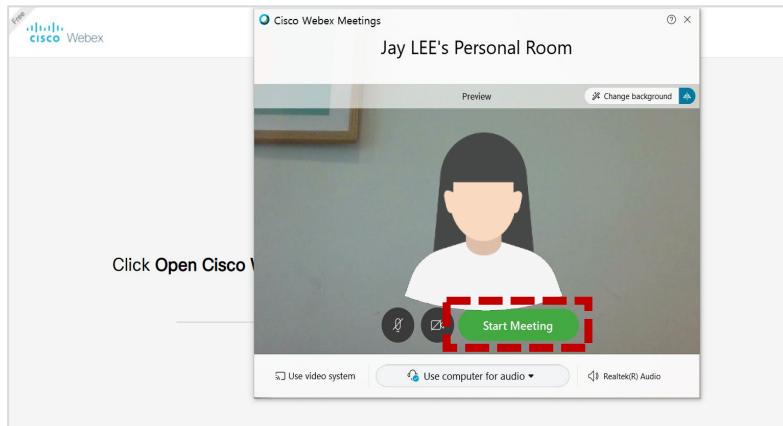 Free
CISCO Webex
Cisco Webex Meetings
Jay LEE's Personal Room
Preview
Change background
Click Open Cisco
Start Meeting
Use video system
Use computer for audio
Realtek(R) Audio